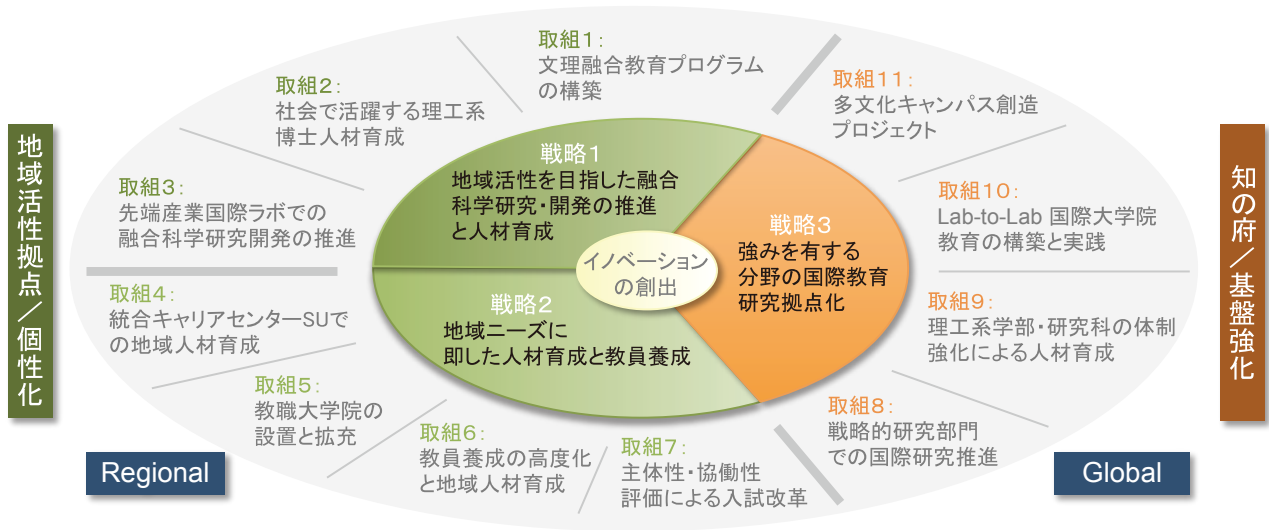 取組1:
文理融合教育プログラム
の構築
取組2:
社会で活躍する理工系
博士人材育成
取組3:
先端産業国際ラボでの
融合科学研究開発の推進
取組4:
統合キャリアセンターSUで
の地域人材育成
取組5:
教職大学院の
設置と拡充
取組6:
教員養成の高度化
と地域人材育成
取組7:
主体性・協働性
評価による入試改革
取組8:
戦略的研究部門
での国際研究推進
取組9:
理工系学部・研究科の体制
強化による人材育成
取組10:
Lab-to-Lab 国際大学院
教育の構築と実践
取組11:
多文化キャンパス創造
プロジェクト
戦略1
地域活性を目指した融合
科学研究・開発の推進
と人材育成
戦略2
地域ニーズに
即した人材育成と教員養成
戦略3
強みを有する
分野の国際教育
研究拠点化
イノベーション
の創出
地域活性拠点／個性化
知の府／基盤強化
Regional
Global